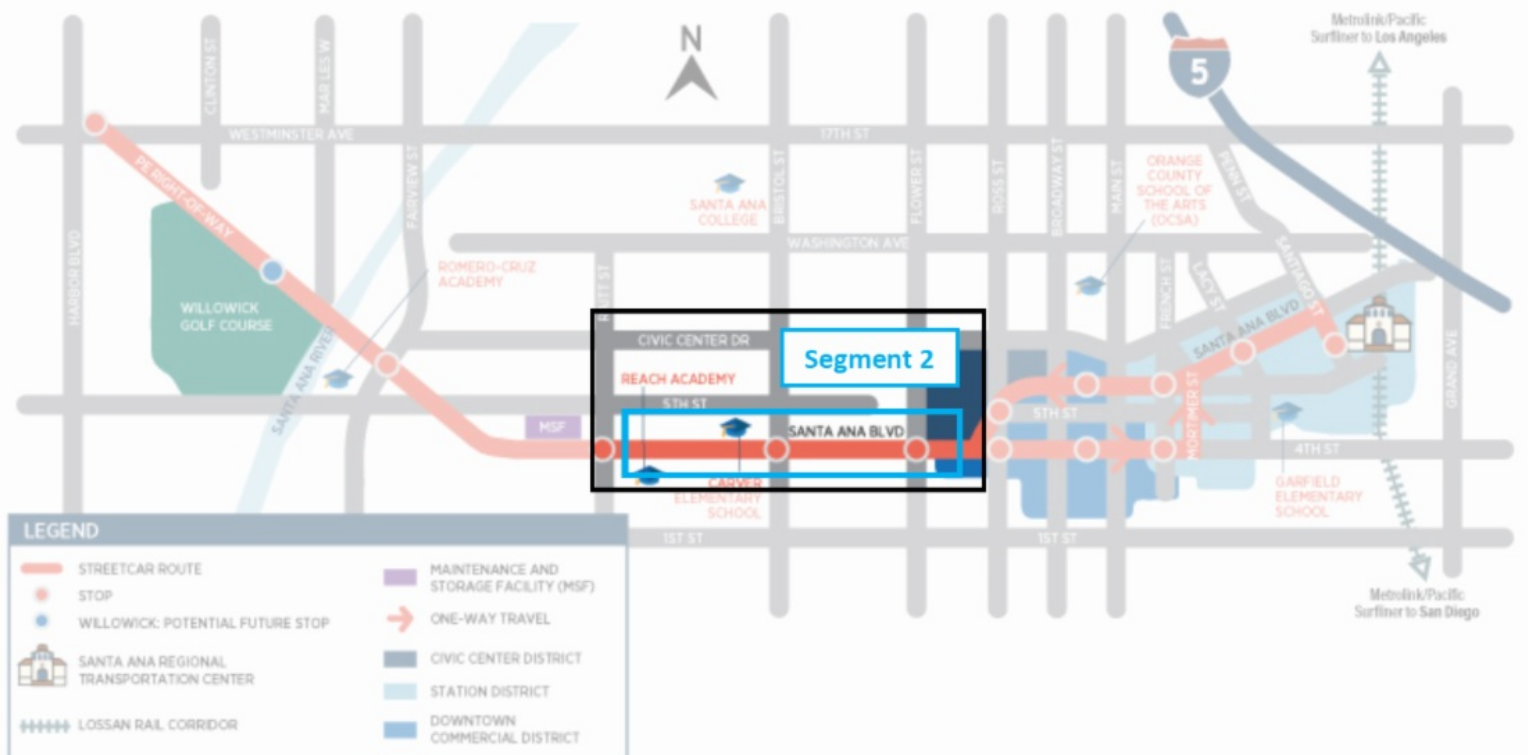 Metrolink/Pacific
Surfliner to Los Angeles
N
5
CLINTON ST
MAR LES W
WESTMINSTER AVE
17TH ST
FAIRVIEW ST
BRISTOL ST
FLOWER ST
ROSS ST
BROADWAY ST
MAIN ST
PENN ST
ORANGE
COUNTY
SCHOOL OF
THE ARTS
(OCSA)
PE RIGHT-OF-WAY
SANTA ANA
COLLEGE
WASHINGTON AVE
HARBOR BLVD
ROMERO-CRUZ
ACADEMY
FRENCH ST
LACY ST
SANTIAGO ST
WILLOWICK
GOLF COURSE
SANTA ANA RIVER
CIVIC CENTER DR
Segment 2
SANTA ANA BLVD
GRAND AVE
REACH ACADEMY
5TH ST
5TH ST
MORTIMER ST
MSF
SANTA ANA BLVD
4TH ST
CARVER
ELEMENTARY
SCHOOL
GARFIELD
ELEMENTARY
SCHOOL
1ST ST
1ST ST
Metrolink/Pacific
Surfliner to San Diego
LEGEND
STREETCAR ROUTE
STOP
WILLOWICK: POTENTIAL FUTURE STOP
SANTA ANA REGIONAL
TRANSPORTATION CENTER
LOSSAN RAIL CORRIDOR
MAINTENANCE AND
STORAGE FACILITY (MSF)
ONE-WAY TRAVEL
CIVIC CENTER DISTRICT
STATION DISTRICT
DOWNTOWN
COMMERCIAL DISTRICT